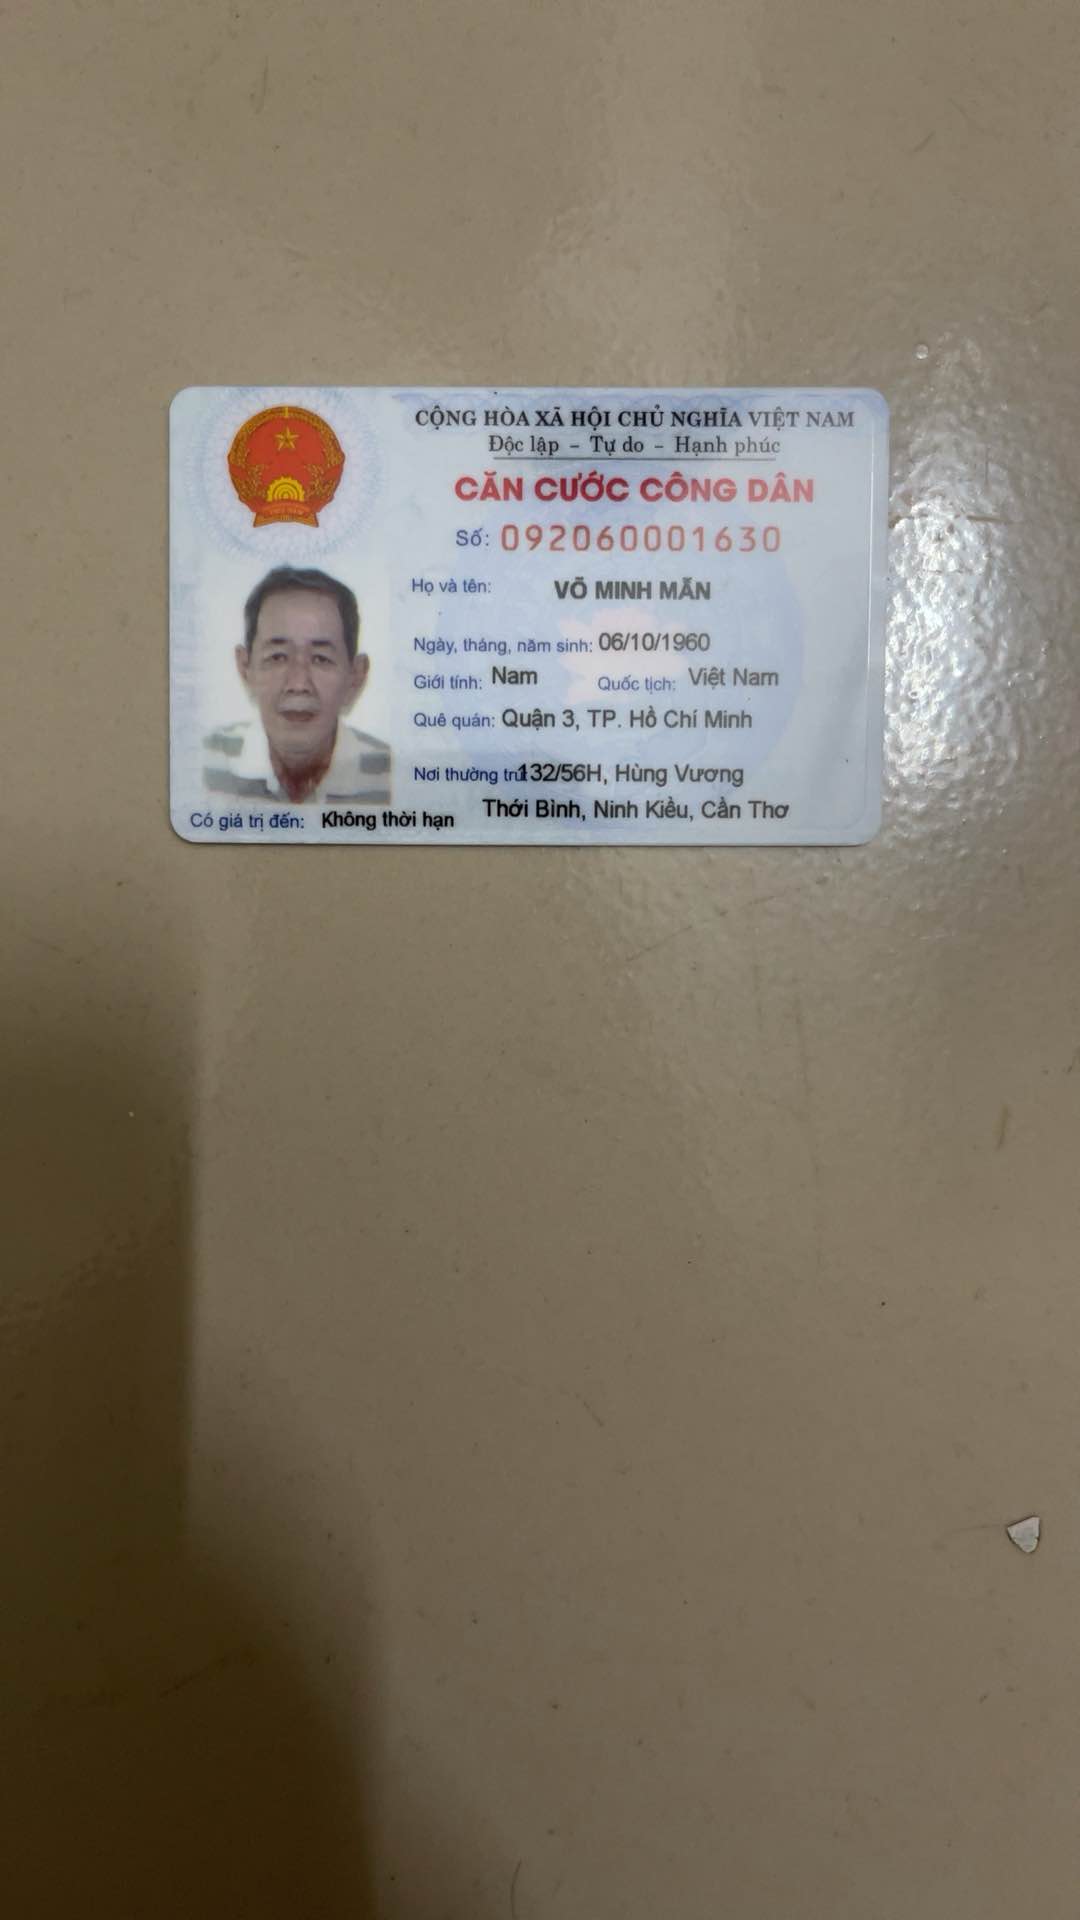 CỘNG HÒA XÃ HỘI CHỦ NGHĨA VIỆT NAM
Độc lập – Tự do – Hạnh phúc
CĂN CƯỚC CÔNG DÂN
Số: 092060001630
Họ và tên: VÕ MINH MẪN
Ngày, tháng, năm sinh: 06/10/1960
Giới tính: Nam Quốc tịch: Việt Nam
Quê quán: Quận 3, TP. Hồ Chí Minh
Nơi thường trú: 132/56H, Hùng Vương
Thới Bình, Ninh Kiều, Cần Thơ
Có giá trị đến: Không thời hạn